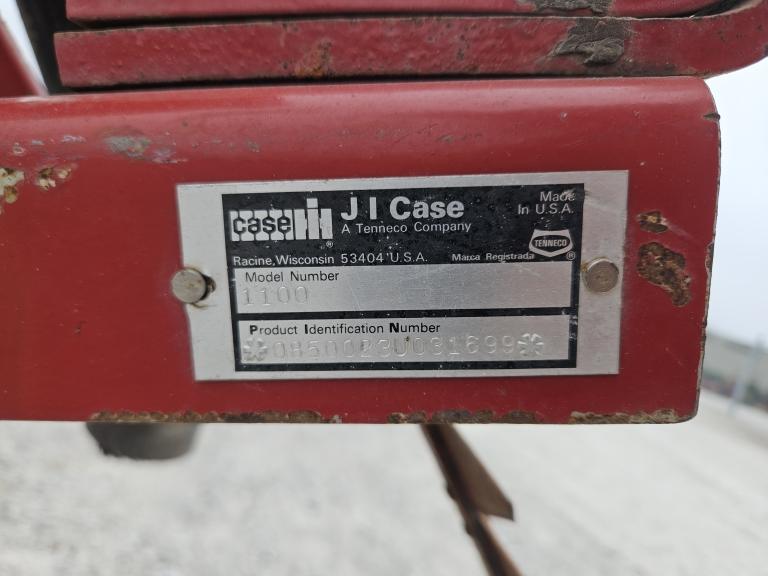 case IH ®
J I Case
A Tenneco Company
Made
In U.S.A.
TENNECO
Racine, Wisconsin 53404 U.S.A. Marca Registrada ®
Model Number
1100
Product Identification Number
*0450023U031699*